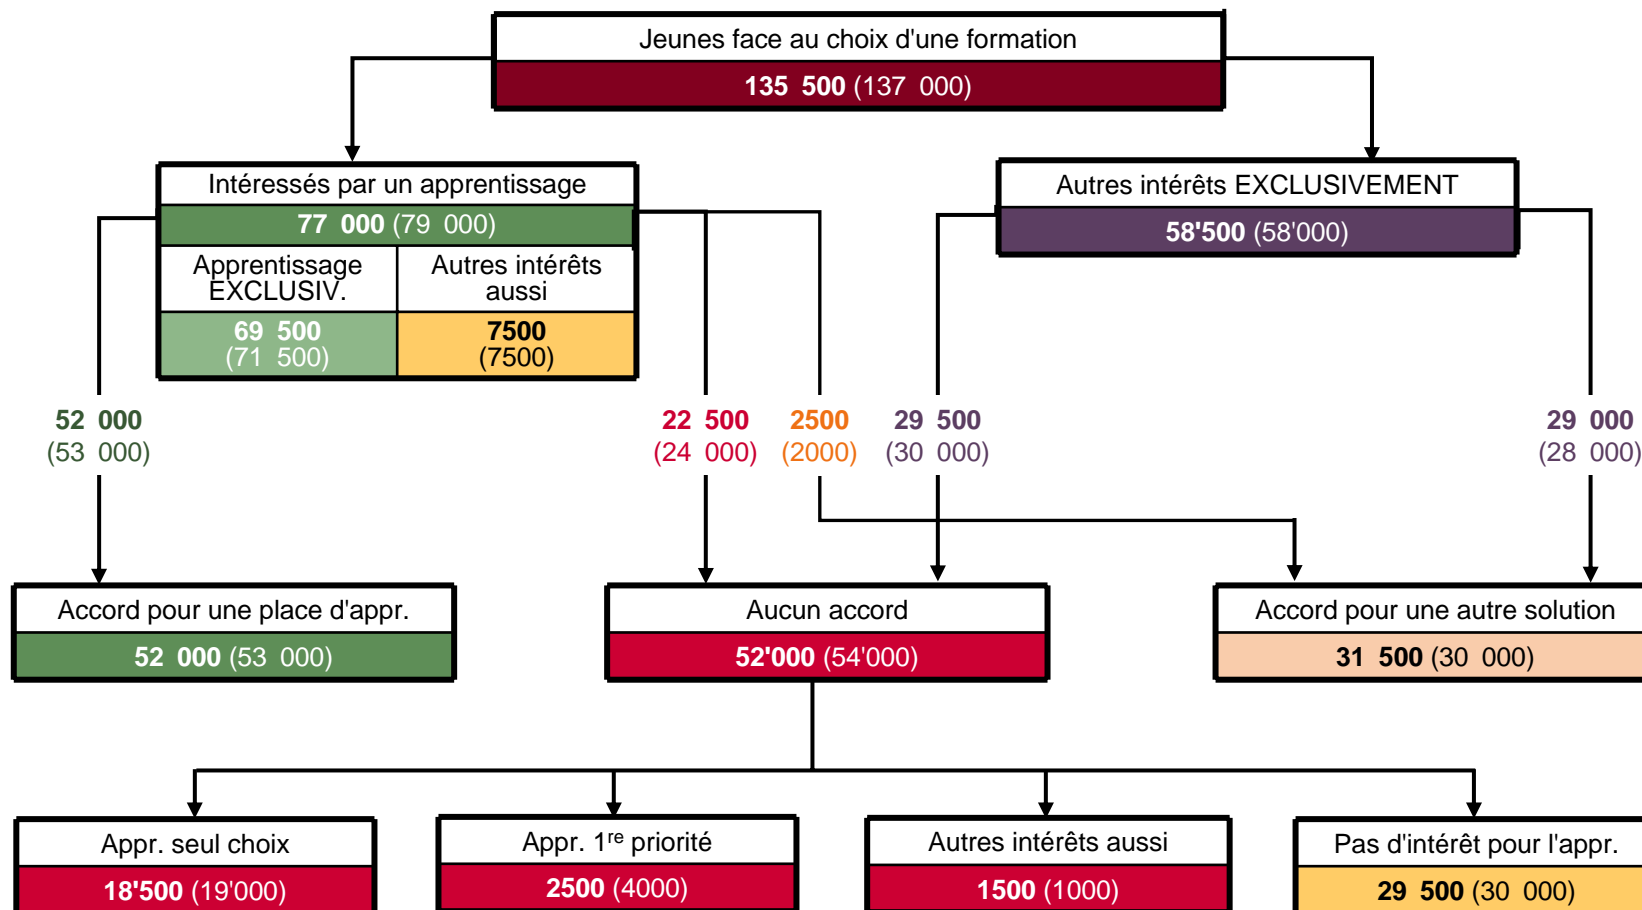 Jeunes face au choix d'une formation
135 500 (137 000)
Intéressés par un apprentissage
77 000 (79 000)
Apprentissage
EXCLUSIV.
69 500
(71 500)
Autres intérêts
aussi
7500
(7500)
Autres intérêts EXCLUSIVEMENT
58'500 (58'000)
52 000
(53 000)
22 500
(24 000)
2500
(2000)
29 500
(30 000)
29 000
(28 000)
Accord pour une place d'appr.
52 000 (53 000)
Aucun accord
52'000 (54'000)
Accord pour une autre solution
31 500 (30 000)
Appr. seul choix
18'500 (19'000)
Appr. 1re priorité
2500 (4000)
Autres intérêts aussi
1500 (1000)
Pas d'intérêt pour l'appr.
29 500 (30 000)